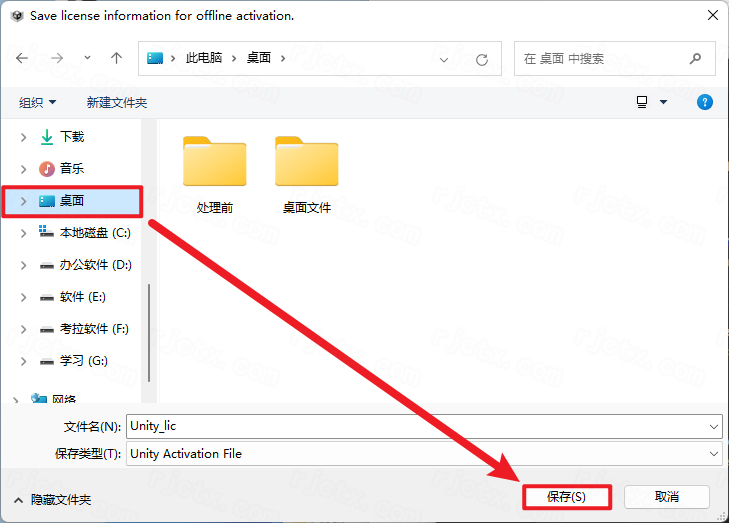 Save license information for offline activation.
此电脑 桌面
在 桌面 中搜索
组织 新建文件夹
下载
音乐
桌面
本地磁盘 (C:)
办公软件 (D:)
软件 (E:)
考拉软件 (F:)
学习 (G:)
网络
处理前 桌面文件
文件名(N): Unity_lic
保存类型(T): Unity Activation File
隐藏文件夹 保存(S) 取消